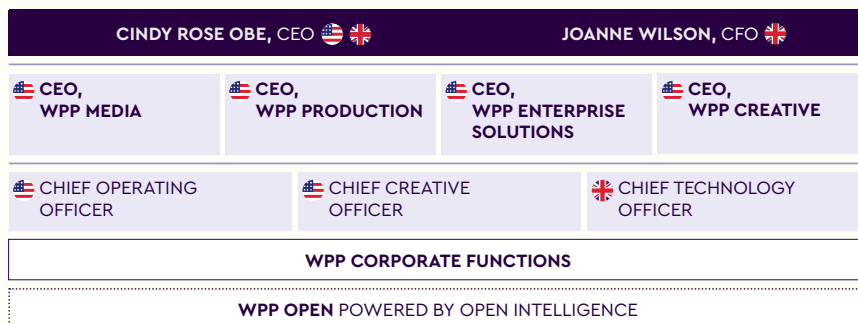 CINDY ROSE OBE, CEO
JOANNE WILSON, CFO
CEO,
WPP MEDIA
CEO,
WPP PRODUCTION
CEO,
WPP ENTERPRISE
SOLUTIONS
CEO,
WPP CREATIVE
CHIEF OPERATING
OFFICER
CHIEF CREATIVE
OFFICER
CHIEF TECHNOLOGY
OFFICER
WPP CORPORATE FUNCTIONS
WPP OPEN POWERED BY OPEN INTELLIGENCE